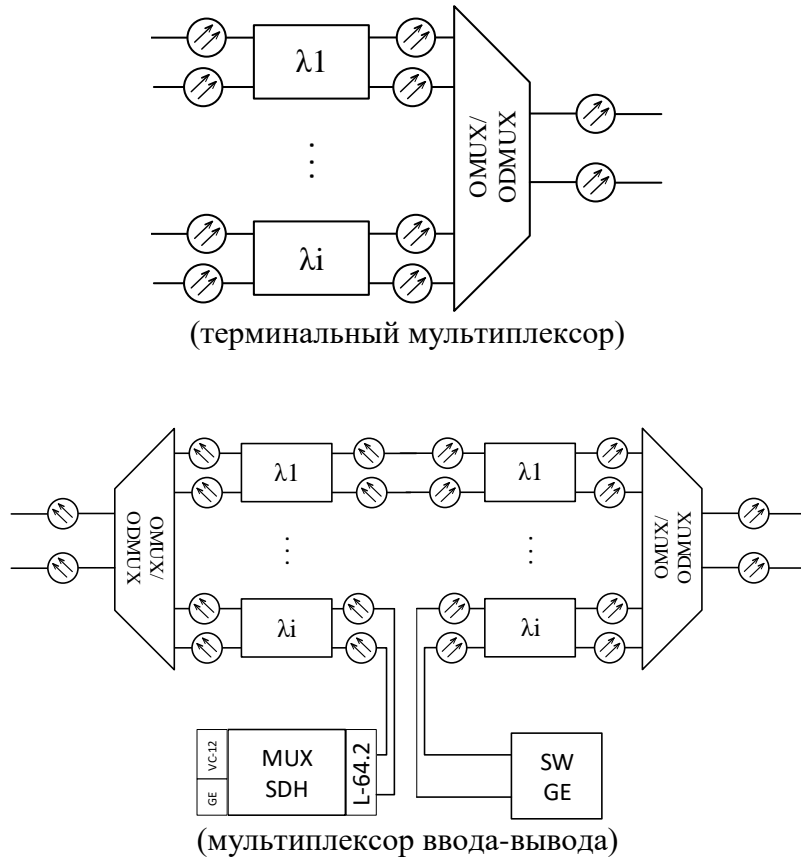 λ1
OMUX/
ODMUX
⋮
λi
(терминальный мультиплексор)
λ1
λ1
OMUX/
ODMUX
⋮
⋮
OMUX/
ODMUX
λi
λi
VC-12
GE
MUX
SDH
L-64.2
SW
GE
(мультиплексор ввода-вывода)